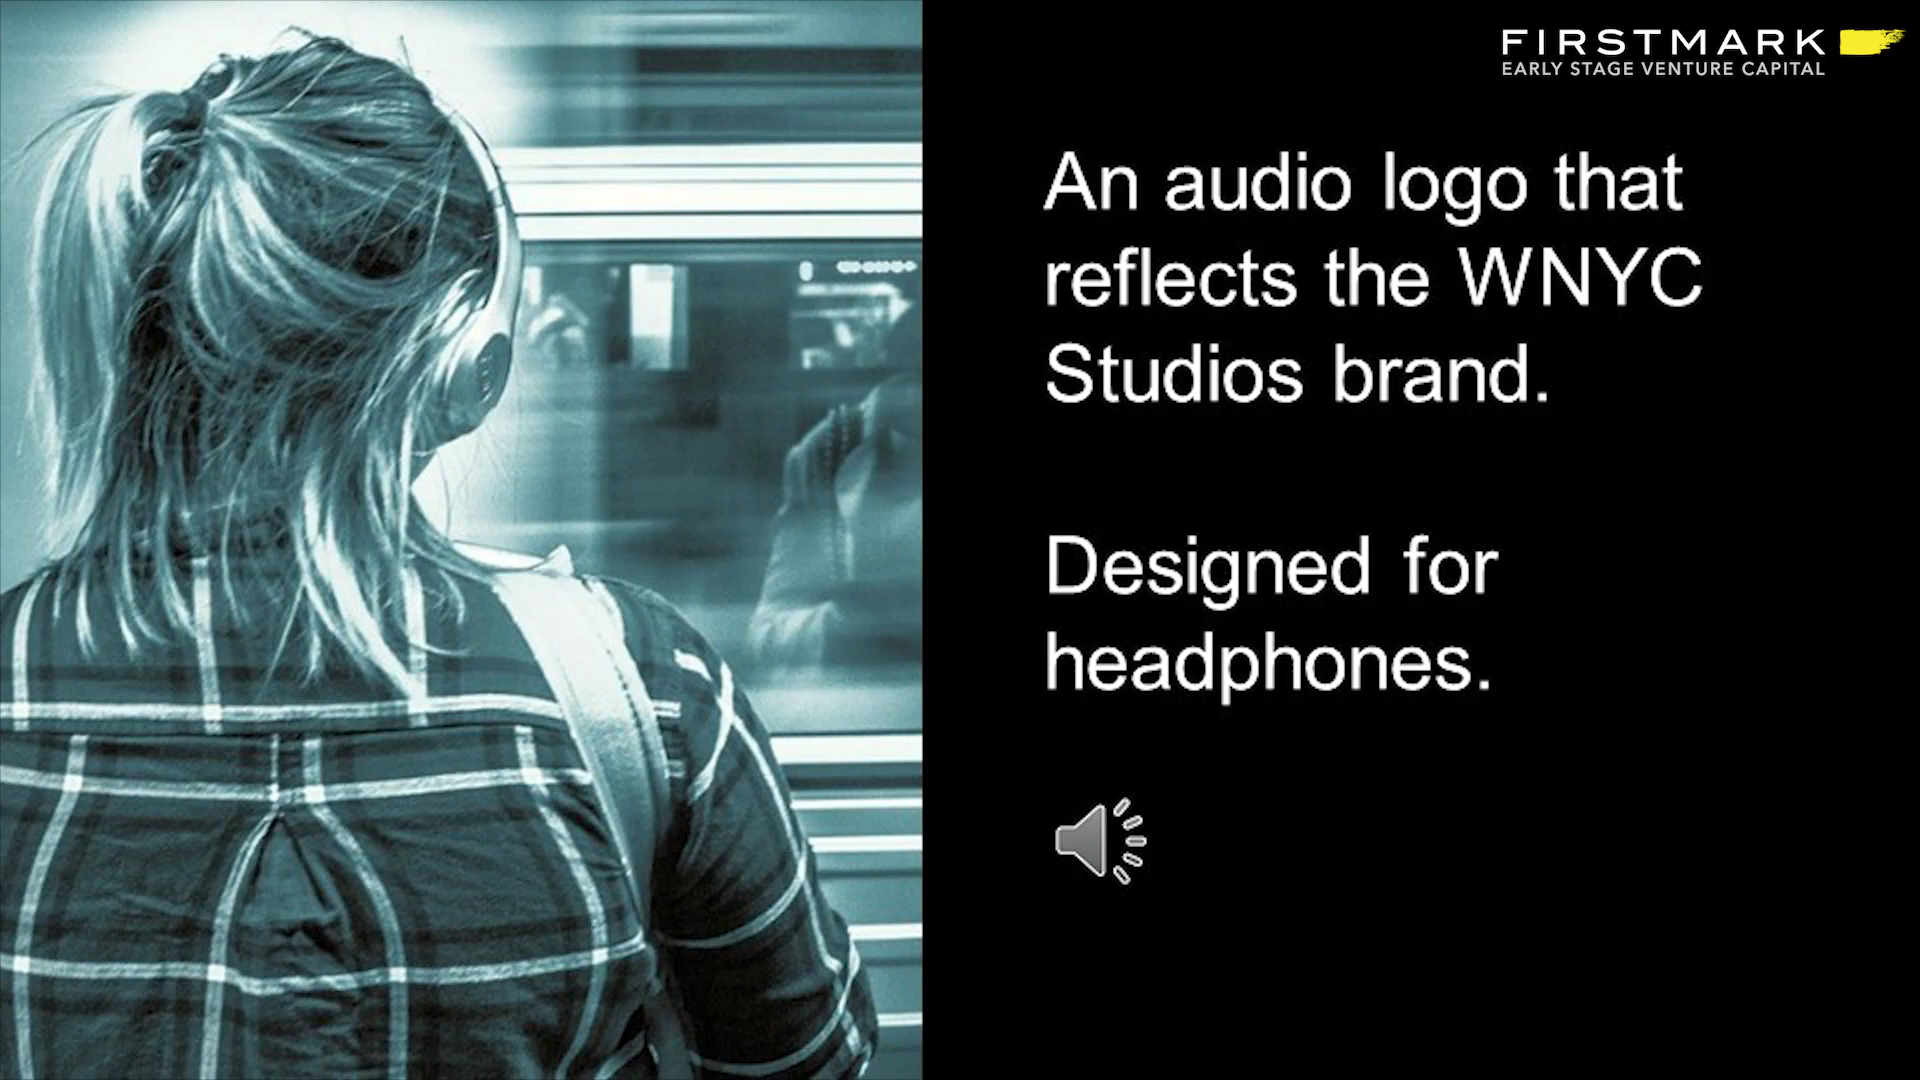 FIRSTMARK
EARLY STAGE VENTURE CAPITAL
An audio logo that
reflects the WNYC
Studios brand.
Designed for
headphones.